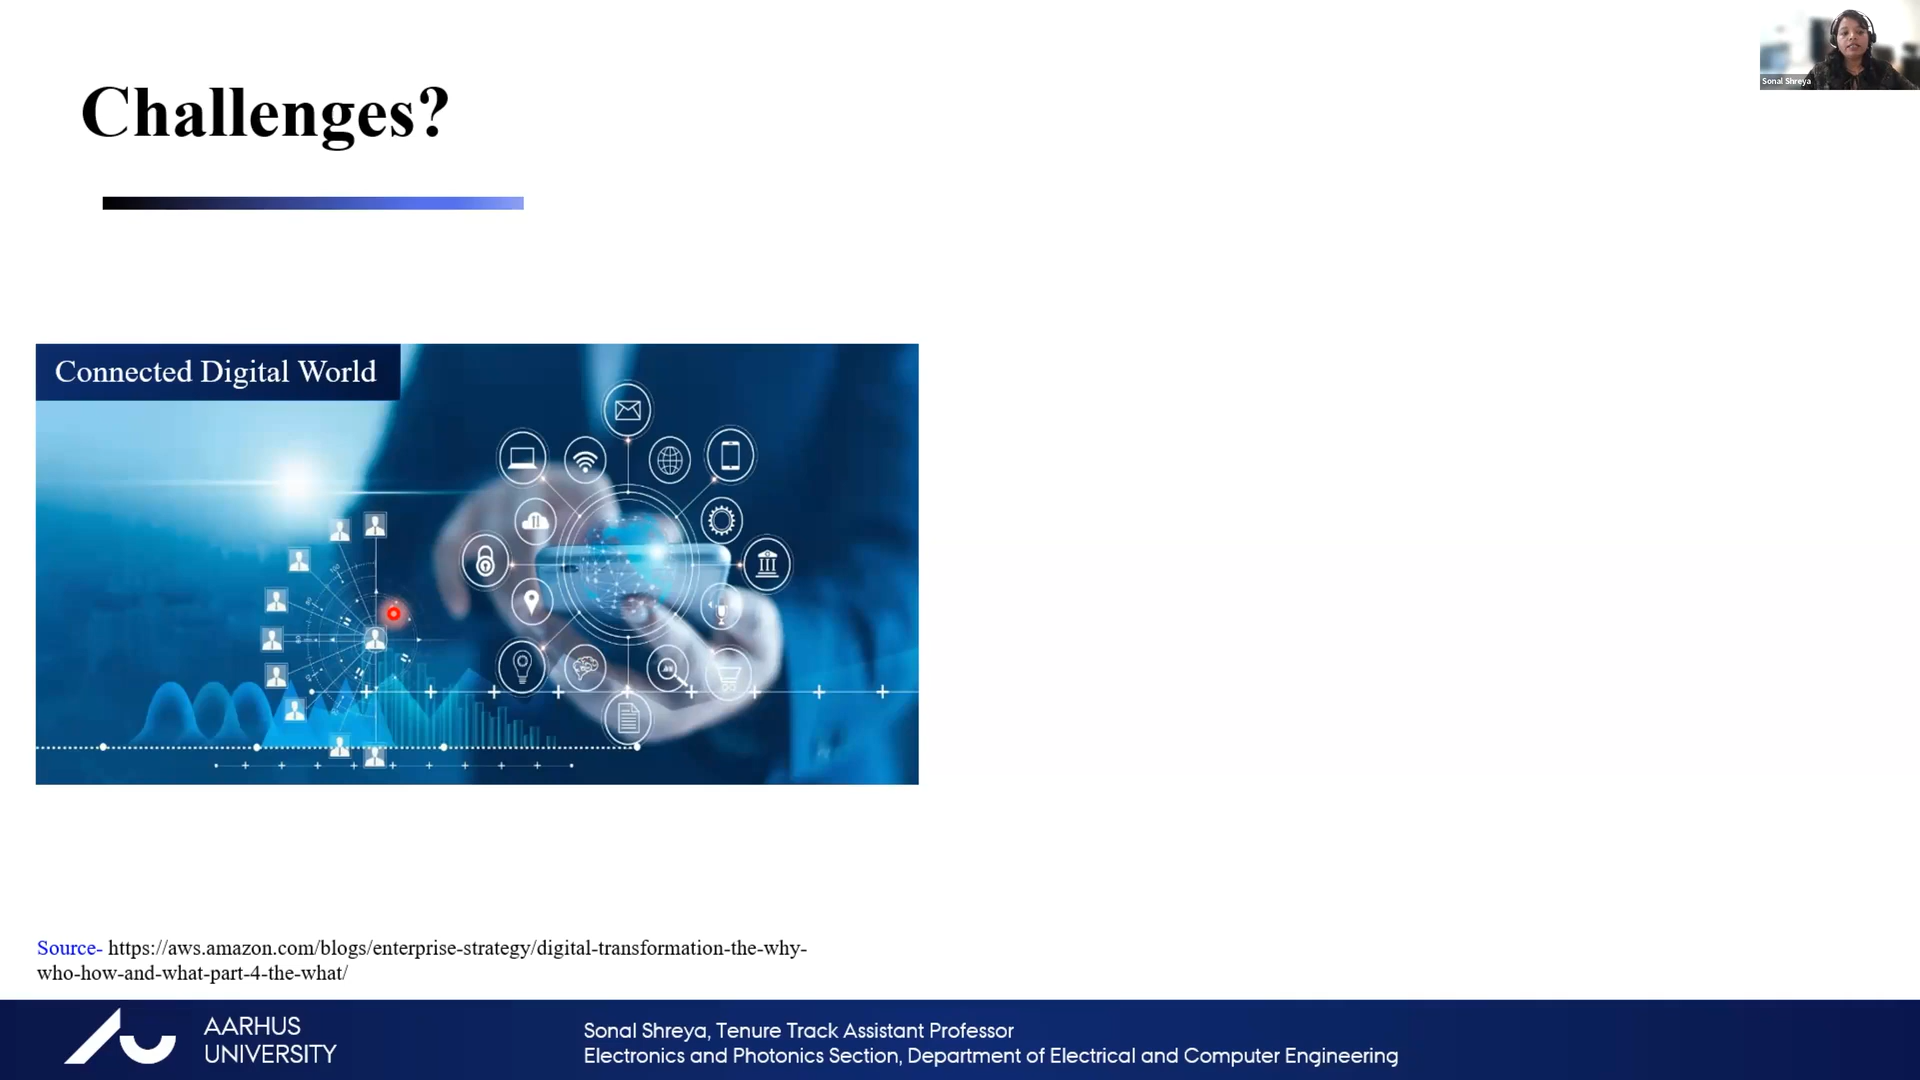 Sonal Shreya
Challenges?
Connected Digital World
Source- https://aws.amazon.com/blogs/enterprise-strategy/digital-transformation-the-why-
who-how-and-what-part-4-the-what/
AARHUS
UNIVERSITY
Sonal Shreya, Tenure Track Assistant Professor
Electronics and Photonics Section, Department of Electrical and Computer Engineering